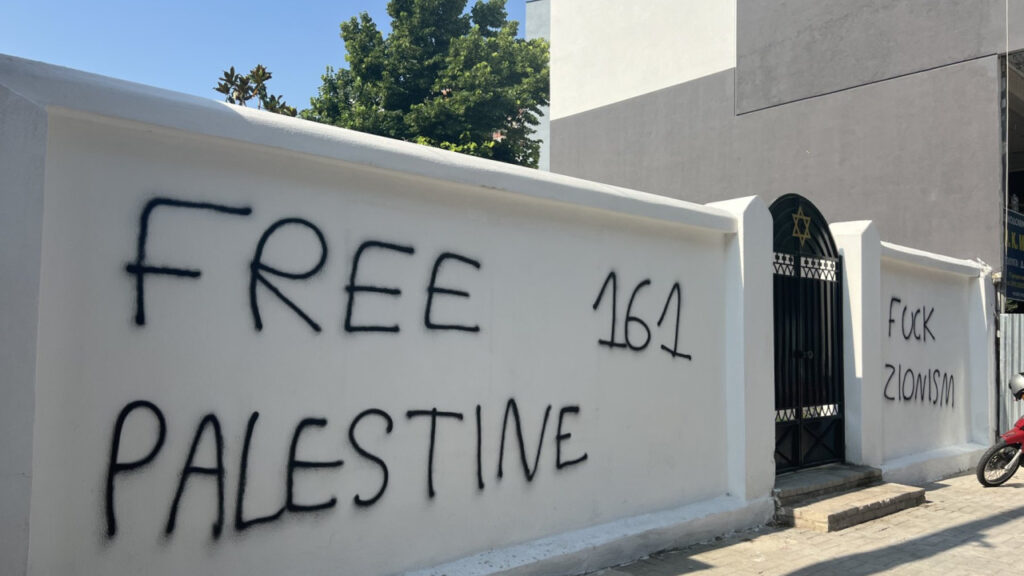 FREE
PALESTINE
161
FUCK
ZIONISM